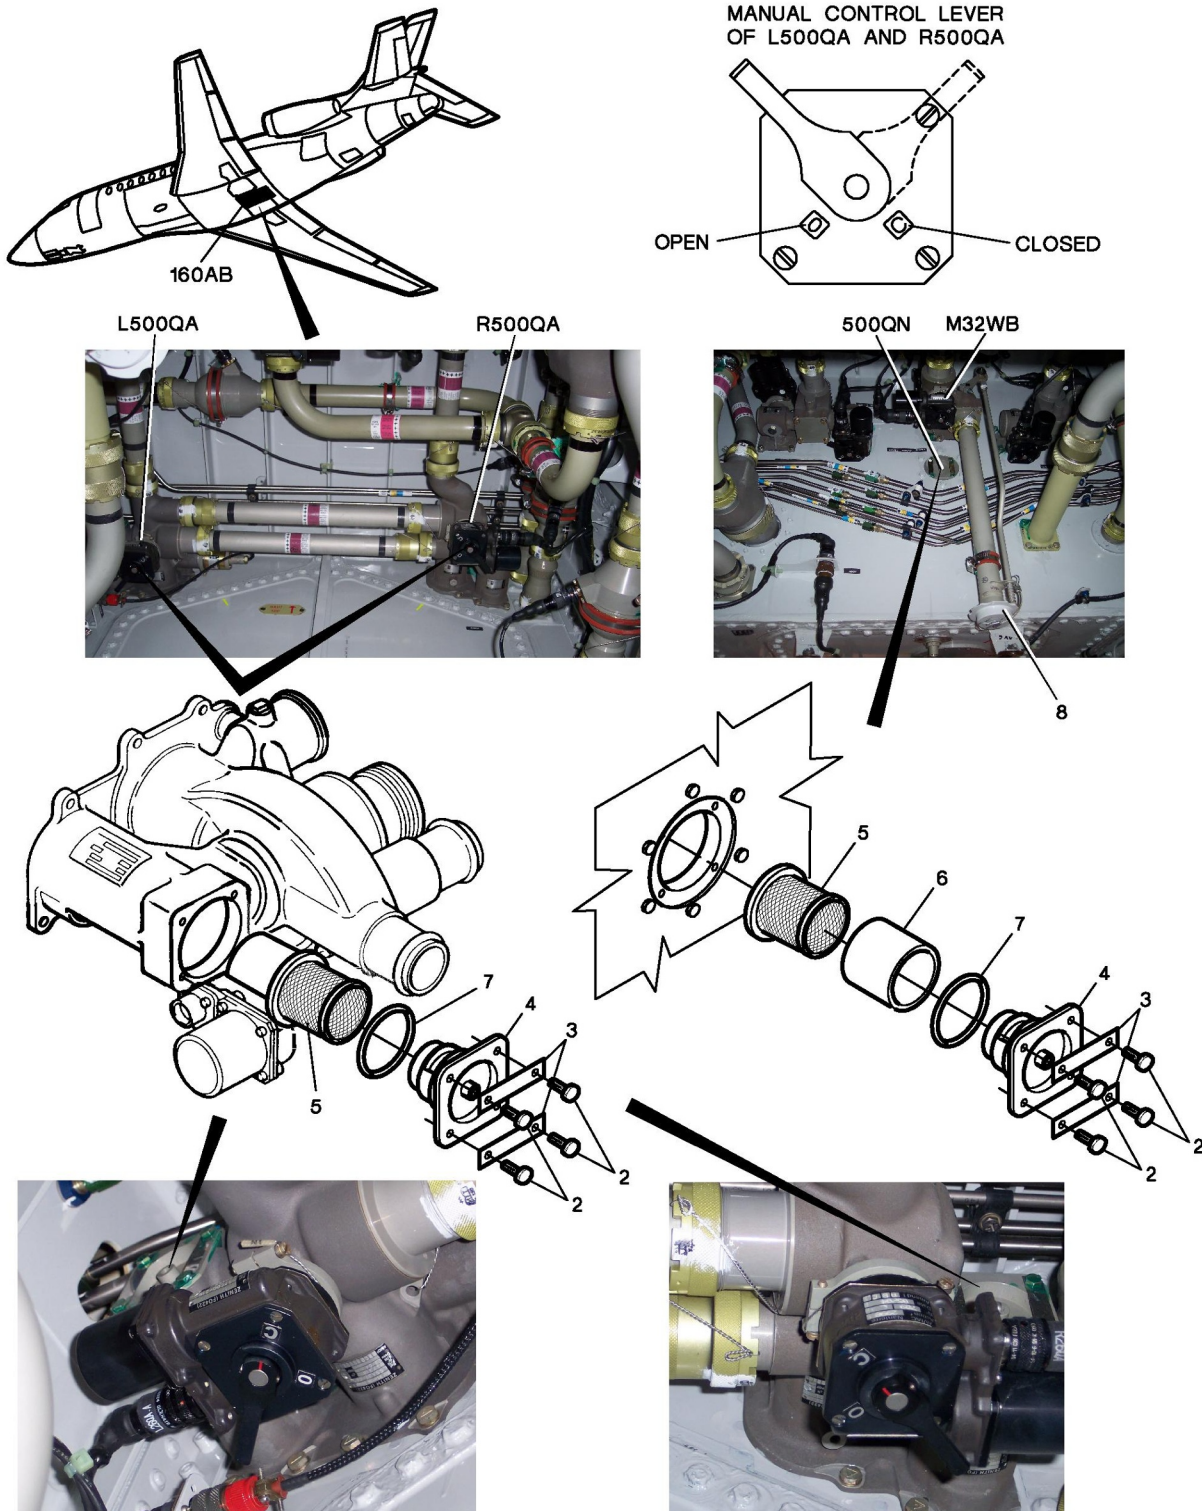 MANUAL CONTROL LEVER
OF L500QA AND R500QA
OPEN
O
C
CLOSED
160AB
L500QA
R500QA
500QN
M32WB
8
5
6
7
4
3
2
2
7
4
3
5
2
2
C
O
C
O